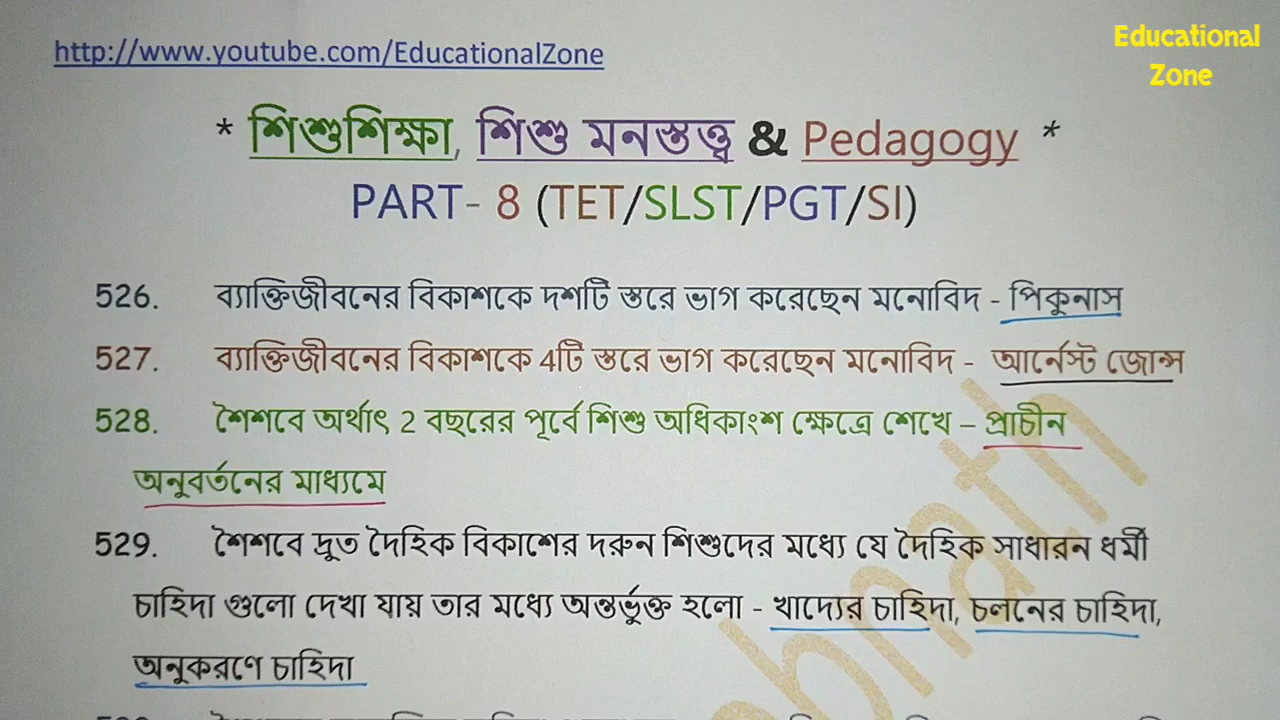 http://www.youtube.com/EducationalZone
Educational
Zone
* শিশুশিক্ষা, শিশু মনস্তত্ত্ব & Pedagogy *
PART- 8 (TET/SLST/PGT/SI)
526. ব্যাক্তিজীবনের বিকাশকে দশটি স্তরে ভাগ করেছেন মনোবিদ - পিকুনাস
527. ব্যাক্তিজীবনের বিকাশকে 4টি স্তরে ভাগ করেছেন মনোবিদ - আর্নেস্ট জোন্স
528. শৈশবে অর্থাৎ 2 বছরের পূর্বে শিশু অধিকাংশ ক্ষেত্রে শেখে – প্রাচীন
অনুবর্তনের মাধ্যমে
529. শৈশবে দ্রুত দৈহিক বিকাশের দরুন শিশুদের মধ্যে যে দৈহিক সাধারন ধর্মী
চাহিদা গুলো দেখা যায় তার মধ্যে অন্তর্ভুক্ত হলো - খাদ্যের চাহিদা, চলনের চাহিদা,
অনুকরণে চাহিদা